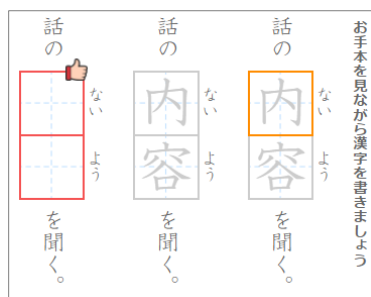 お手本を見ながら漢字を書きましょう
話の内容を聞く。
ないよう
話の内容を聞く。
ないよう
話の を聞く。
ないよう